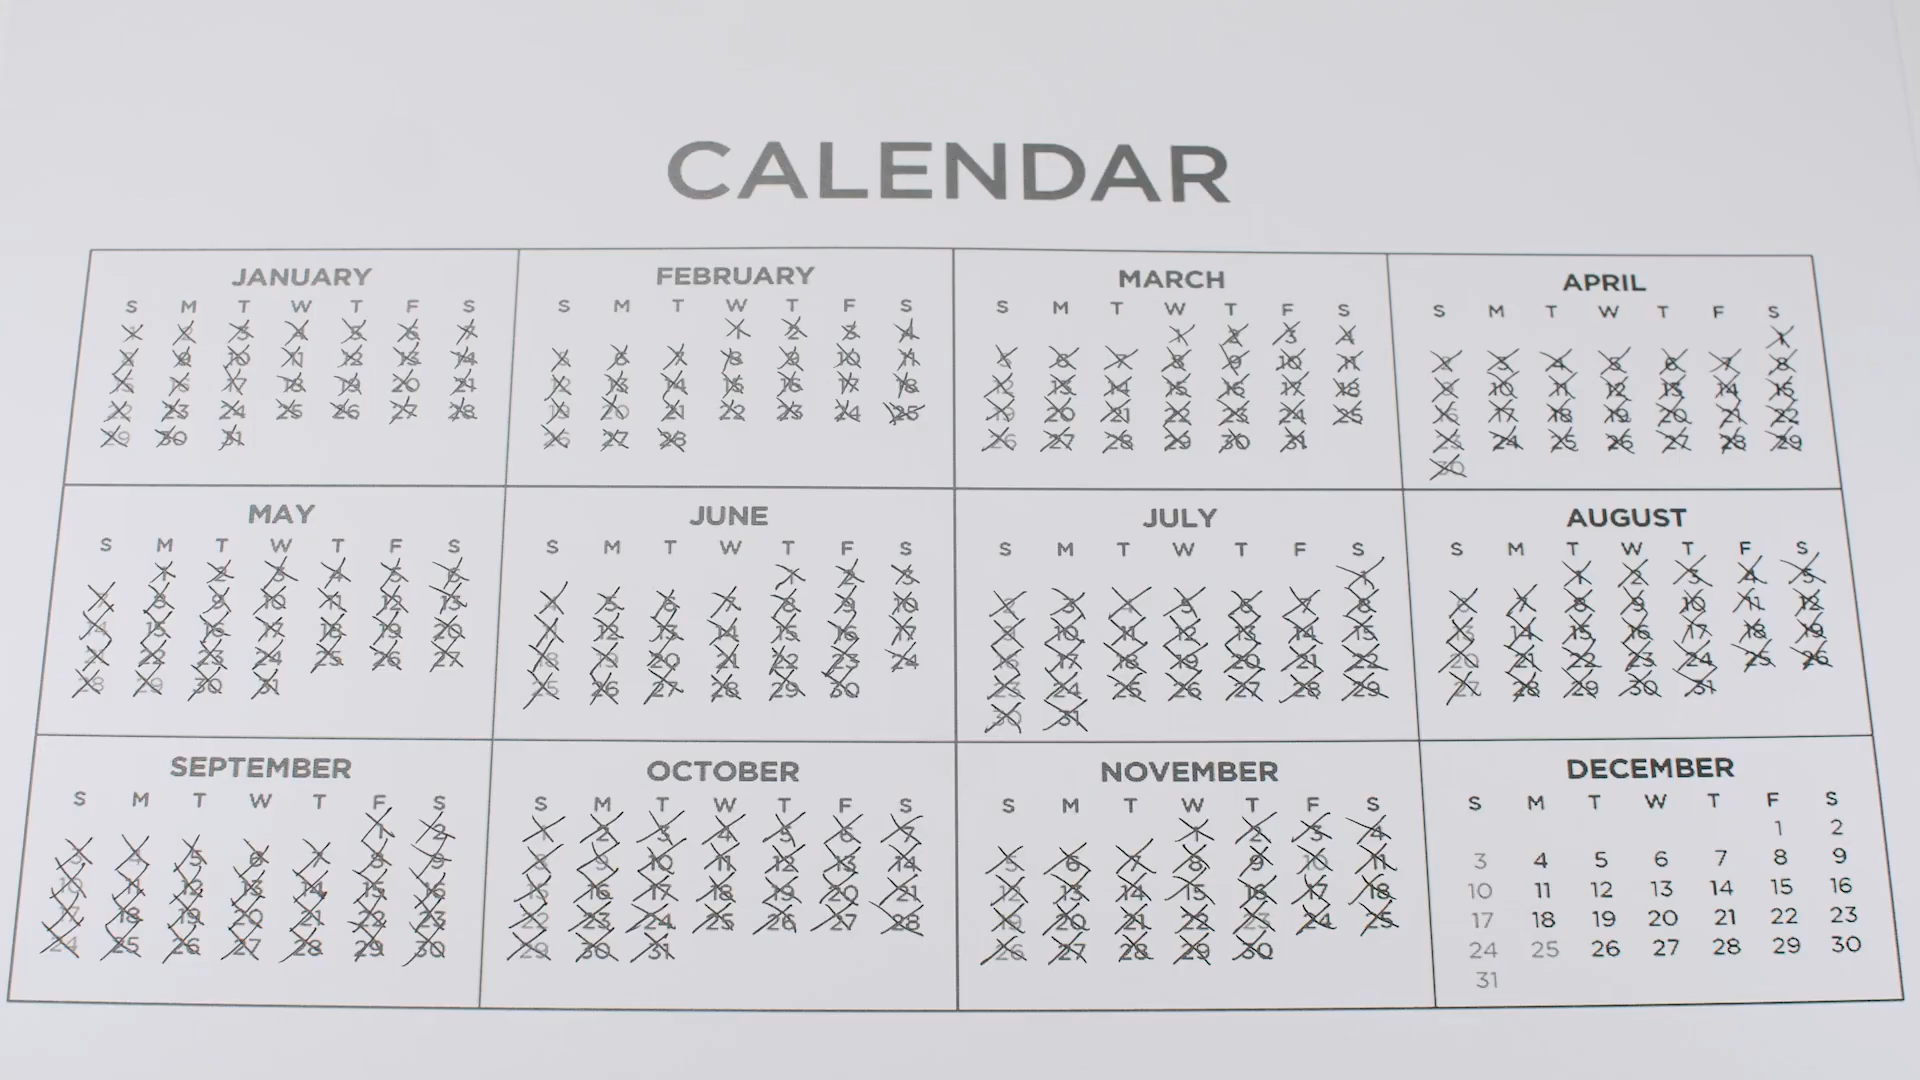 CALENDAR
JANUARY
S M T W T F S
1 2 3 4 5 6 7
8 9 10 11 12 13 14
15 16 17 18 19 20 21
22 23 24 25 26 27 28
29 30 31
FEBRUARY
S M T W T F S
1 2 3 4
5 6 7 8 9 10 11
12 13 14 15 16 17 18
19 20 21 22 23 24 25
26 27 28
MARCH
S M T W T F S
1 2 3 4
5 6 7 8 9 10 11
12 13 14 15 16 17 18
19 20 21 22 23 24 25
26 27 28 29 30 31
APRIL
S M T W T F S
1
2 3 4 5 6 7 8
9 10 11 12 13 14 15
16 17 18 19 20 21 22
23 24 25 26 27 28 29
30
MAY
S M T W T F S
1 2 3 4 5 6
7 8 9 10 11 12 13
14 15 16 17 18 19 20
21 22 23 24 25 26 27
28 29 30 31
JUNE
S M T W T F S
1 2 3
4 5 6 7 8 9 10
11 12 13 14 15 16 17
18 19 20 21 22 23 24
25 26 27 28 29 30
JULY
S M T W T F S
1
2 3 4 5 6 7 8
9 10 11 12 13 14 15
16 17 18 19 20 21 22
23 24 25 26 27 28 29
30 31
AUGUST
S M T W T F S
1 2 3 4 5
6 7 8 9 10 11 12
13 14 15 16 17 18 19
20 21 22 23 24 25 26
27 28 29 30 31
SEPTEMBER
S M T W T F S
1 2
3 4 5 6 7 8 9
10 11 12 13 14 15 16
17 18 19 20 21 22 23
24 25 26 27 28 29 30
OCTOBER
S M T W T F S
1 2 3 4 5 6 7
8 9 10 11 12 13 14
15 16 17 18 19 20 21
22 23 24 25 26 27 28
29 30 31
NOVEMBER
S M T W T F S
1 2 3 4
5 6 7 8 9 10 11
12 13 14 15 16 17 18
19 20 21 22 23 24 25
26 27 28 29 30
DECEMBER
S M T W T F S
1 2
3 4 5 6 7 8 9
10 11 12 13 14 15 16
17 18 19 20 21 22 23
24 25 26 27 28 29 30
31